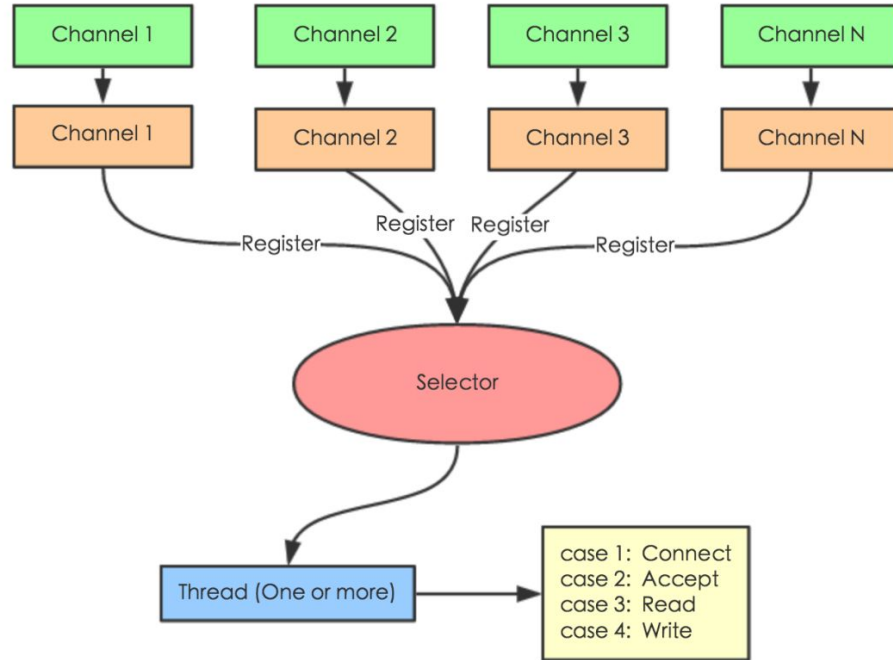 Channel 1
Channel 2
Channel 3
Channel N
Channel 1
Channel 2
Channel 3
Channel N
Register
Register
Register
Register
Selector
Thread (One or more)
case 1: Connect
case 2: Accept
case 3: Read
case 4: Write